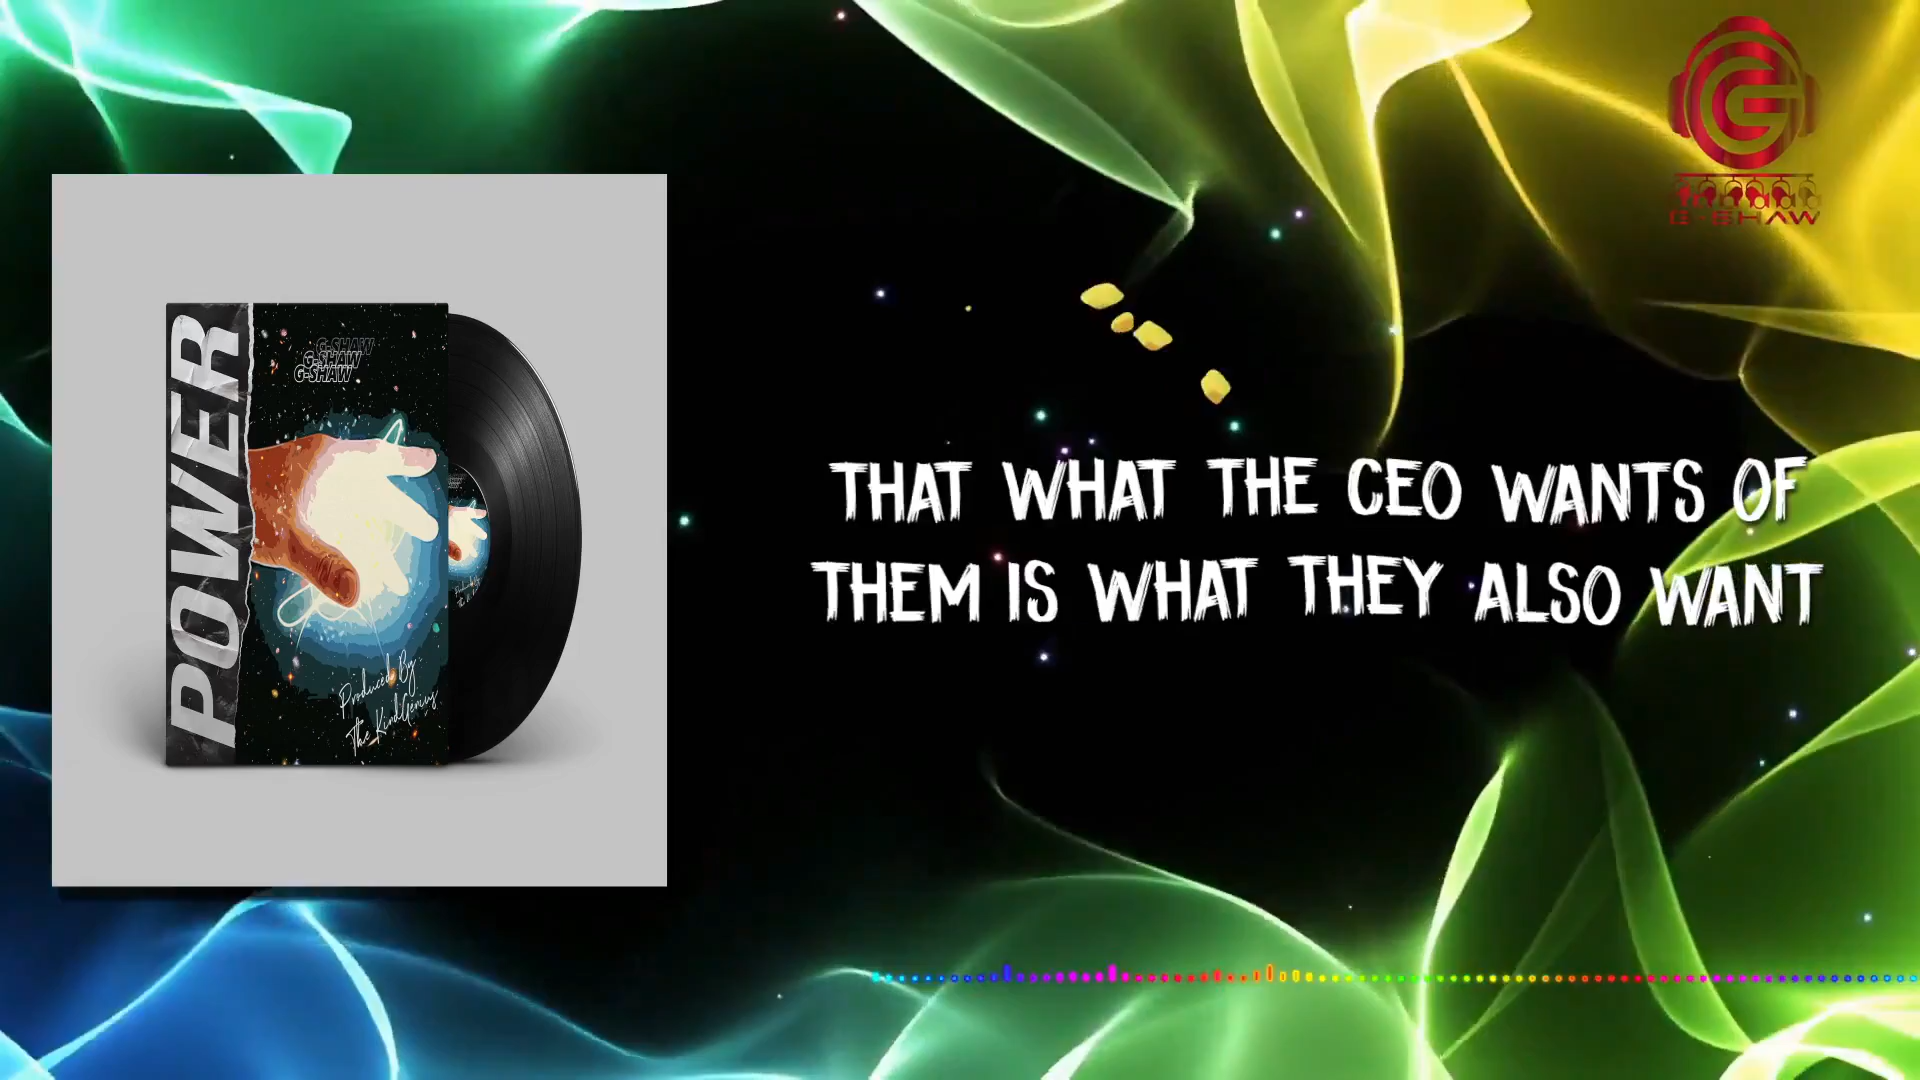 POWER
G-SHAW
G-SHAW
G-SHAW
Produced By
The KindGenius
G-SHAW
THAT WHAT THE CEO WANTS OF
THEM IS WHAT THEY ALSO WANT